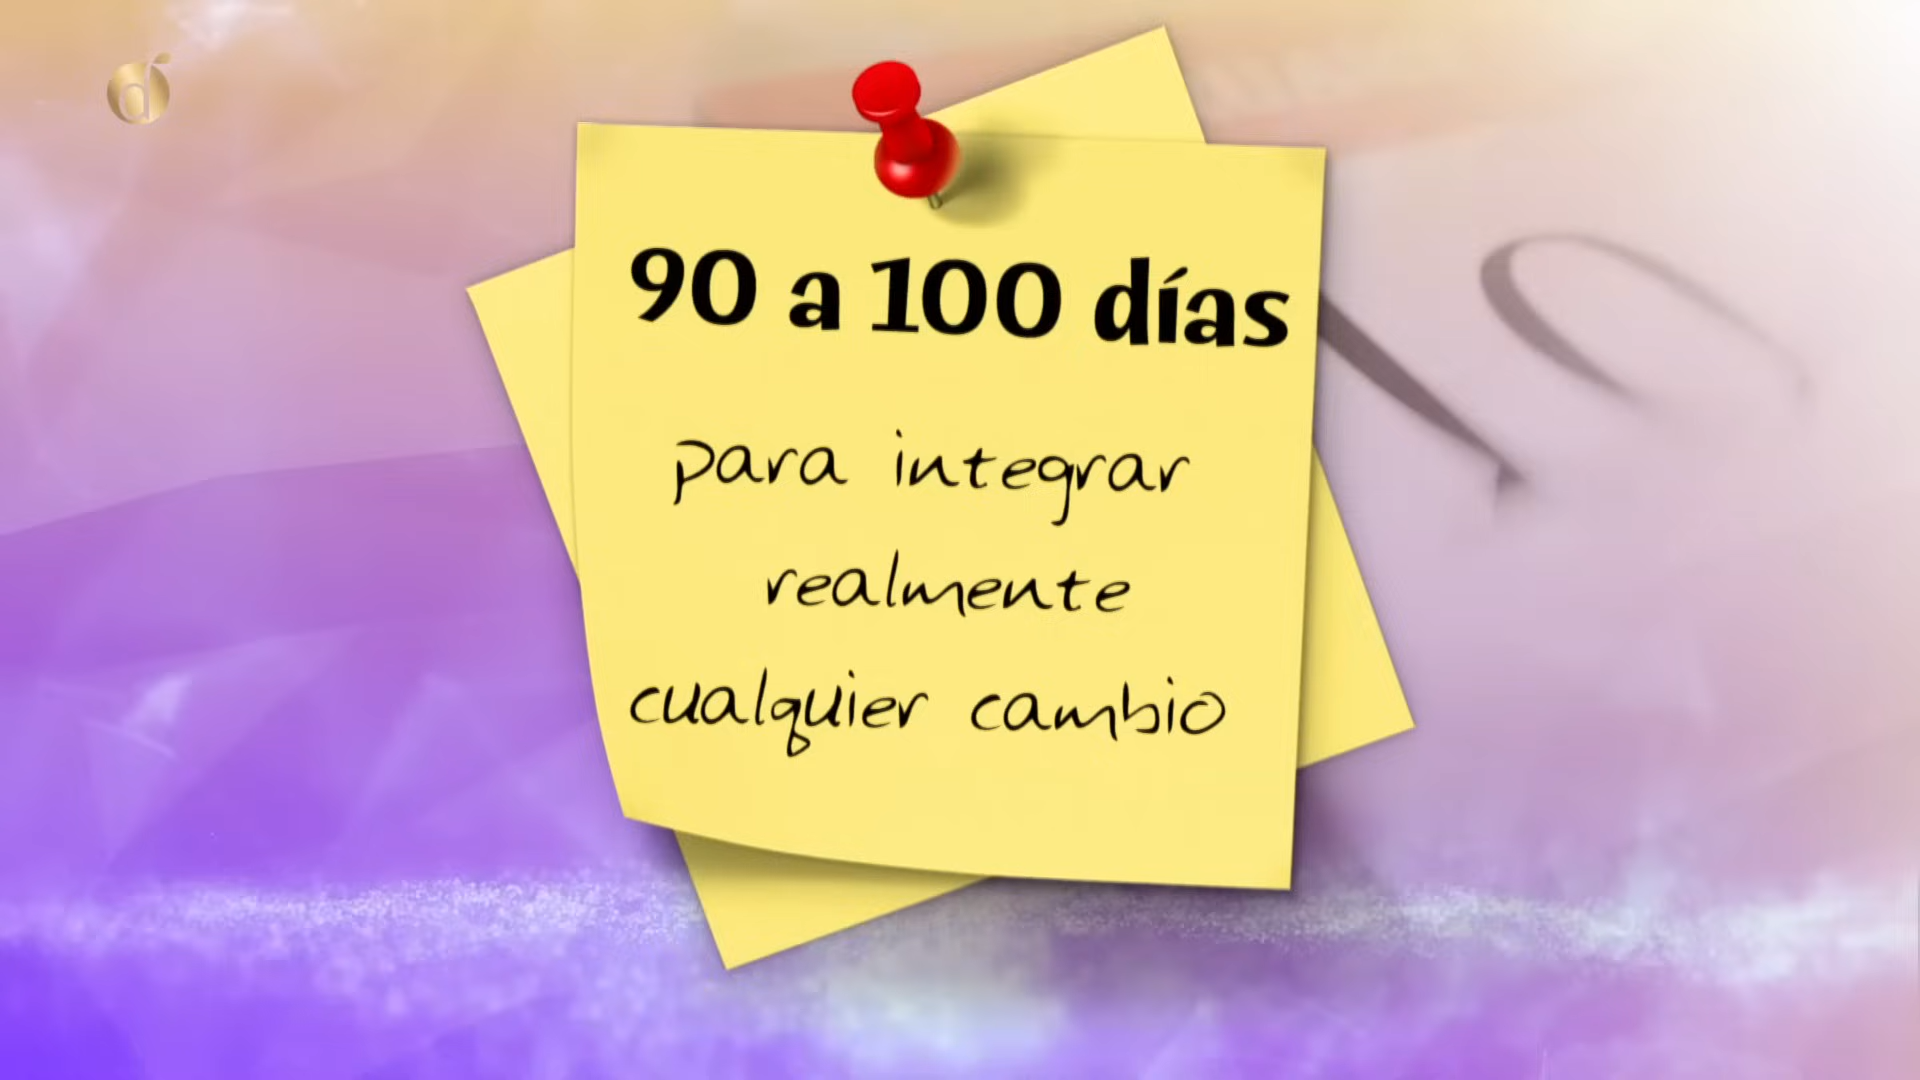 90 a 100 días
para integrar
realmente
cualquier cambio